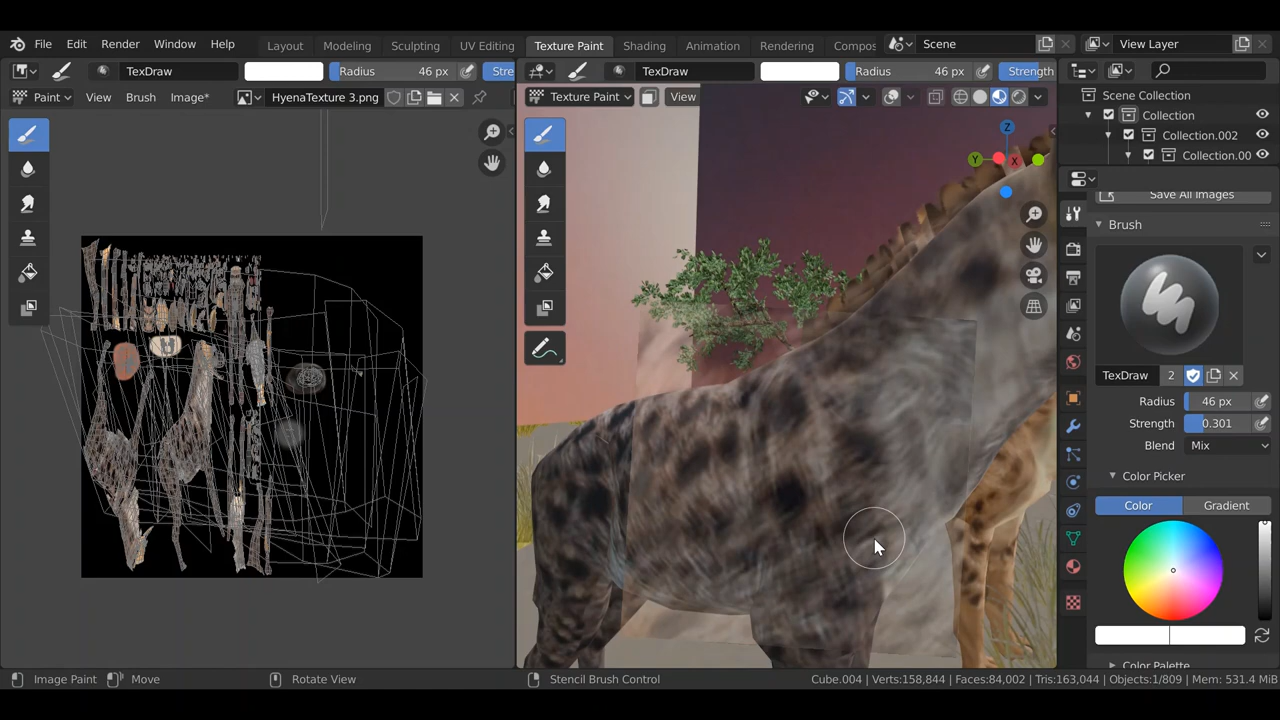 File Edit Render Window Help Layout Modeling Sculpting UV Editing Texture Paint Shading Animation Rendering Compos Scene View Layer
TexDraw Radius 46 px Stre
TexDraw Radius 46 px Strength
Paint View Brush Image* HyenaTexture 3.png
Texture Paint View
Scene Collection
Collection
Collection.002
Collection.00
Save All Images
Brush
TexDraw 2
Radius 46 px
Strength 0.301
Blend Mix
Color Picker
Color Gradient
Color Palette
Z
Y X
Image Paint Move Rotate View Stencil Brush Control Cube.004 | Verts:158,844 | Faces:84,002 | Tris:163,044 | Objects:1/809 | Mem: 531.4 MiB